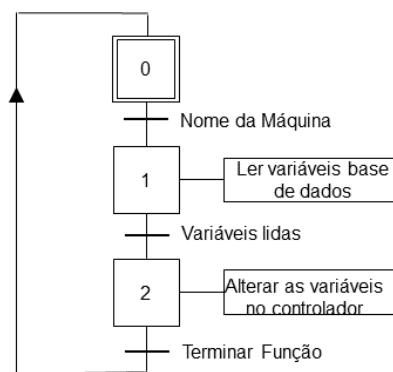 0
Nome da Máquina
1
Ler variáveis base
de dados
Variáveis lidas
2
Alterar as variáveis
no controlador
Terminar Função